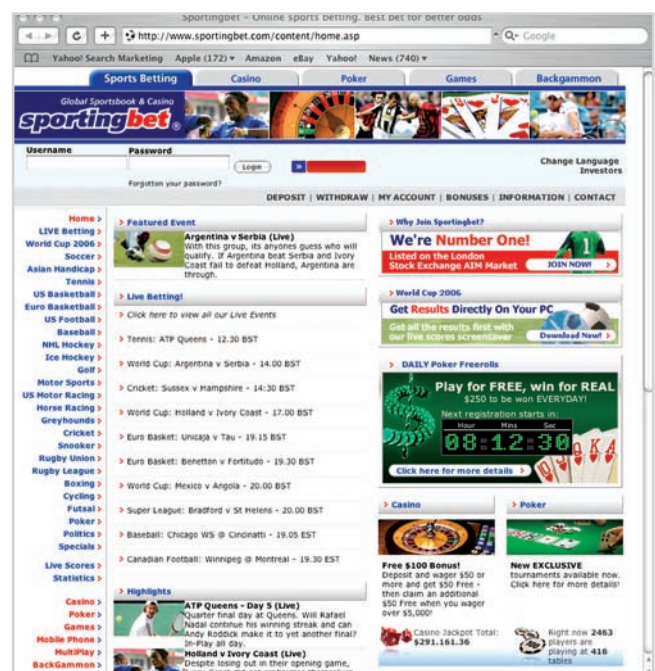 Sportingbet – Online sports betting. Best bet for better odds
http://www.sportingbet.com/content/home.asp
Google
Yahoo! Search Marketing Apple (172) Amazon eBay Yahoo! News (740)
Sports Betting Casino Poker Games Backgammon
Global Sportsbook & Casino
sportingbet
Username Password
Login
Change Language
Investors
Forgotten your password?
DEPOSIT | WITHDRAW | MY ACCOUNT | BONUSES | INFORMATION | CONTACT
Home
LIVE Betting
World Cup 2006
Soccer
Asian Handicap
Tennis
US Basketball
Euro Basketball
US Football
Baseball
NHL Hockey
Ice Hockey
Golf
Motor Sports
US Motor Racing
Horse Racing
Greyhounds
Cricket
Snooker
Rugby Union
Rugby League
Boxing
Cycling
Futsal
Poker
Politics
Specials
Live Scores
Statistics
Casino
Poker
Games
Mobile Phone
MultiPlay
BackGammon
Featured Event
Argentina v Serbia (Live)
With this group, its anyones guess who will
qualify. If Argentina beat Serbia and Ivory
Coast fail to defeat Holland, Argentina are
through.
Live Betting!
Click here to view all our Live Events
Tennis: ATP Queens - 12.30 BST
World Cup: Argentina v Serbia - 14.00 BST
Cricket: Sussex v Hampshire - 14:30 BST
World Cup: Holland v Ivory Coast - 17.00 BST
Euro Basket: Unicaja v Tau - 19.15 BST
Euro Basket: Benetton v Fortitudo - 19.30 BST
World Cup: Mexico v Angola - 20.00 BST
Super League: Bradford v St Helens - 20.00 BST
Baseball: Chicago WS @ Cincinatti - 19.05 EST
Canadian Football: Winnipeg @ Montreal - 19.30 EST
Highlights
ATP Queens - Day 5 (Live)
Quarter final day at Queens. Will Rafael
Nadal continue his winning streak and can
Andy Roddick make it to yet another final?
In-Play all day.
Holland v Ivory Coast (Live)
Despite losing out in their opening game,
Why Join Sportingbet?
We're Number One!
Listed on the London
Stock Exchange AIM Market
JOIN NOW!
World Cup 2006
Get Results Directly On Your PC
Get all the results first with
our live scores screensaver
Download Now!
DAILY Poker Freerolls
Play for FREE, win for REAL
$250 to be won EVERYDAY!
Next registration starts in:
Hour Mins Sec
08:12:30
Click here for more details
Casino
Free $100 Bonus!
Deposit and wager $50 or
more and get $50 Free -
then claim an additional
$50 Free when you wager
over $5,000!
Casino Jackpot Total:
$291,161.36
Poker
New EXCLUSIVE
tournaments available now.
Click here for more details!
Right now 2463
players are
playing at 416
tables